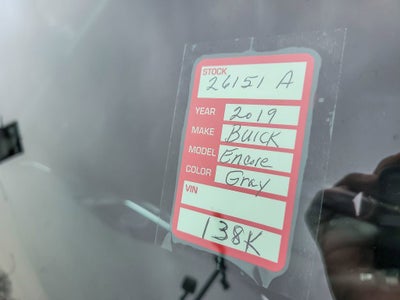 STOCK
26151 A
YEAR 2019
MAKE BUICK
MODEL Encore
COLOR Gray
VIN
138K